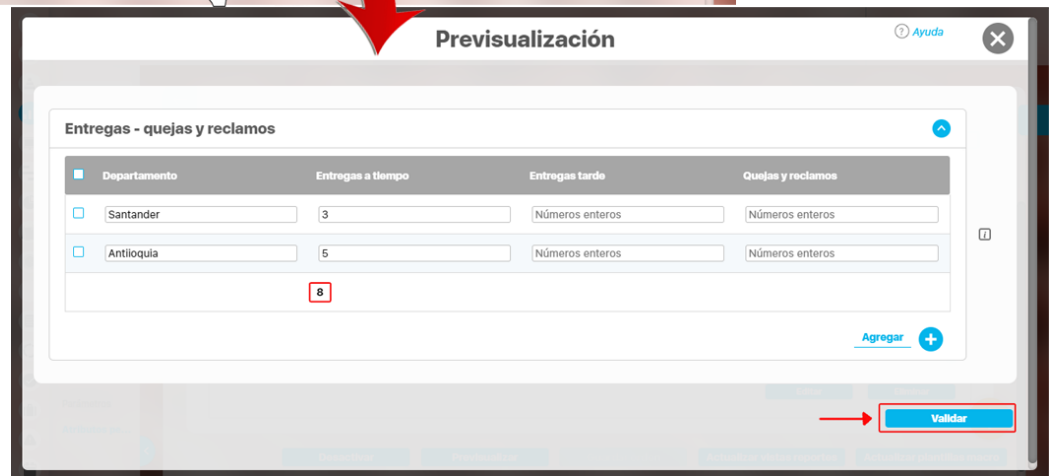 Previsualización
? Ayuda
Entregas - quejas y reclamos
Departamento Entregas a tiempo Entregas tarde Quejas y reclamos
Santander 3 Números enteros Números enteros
Antiioquia 5 Números enteros Números enteros
8
Agregar +
Validar